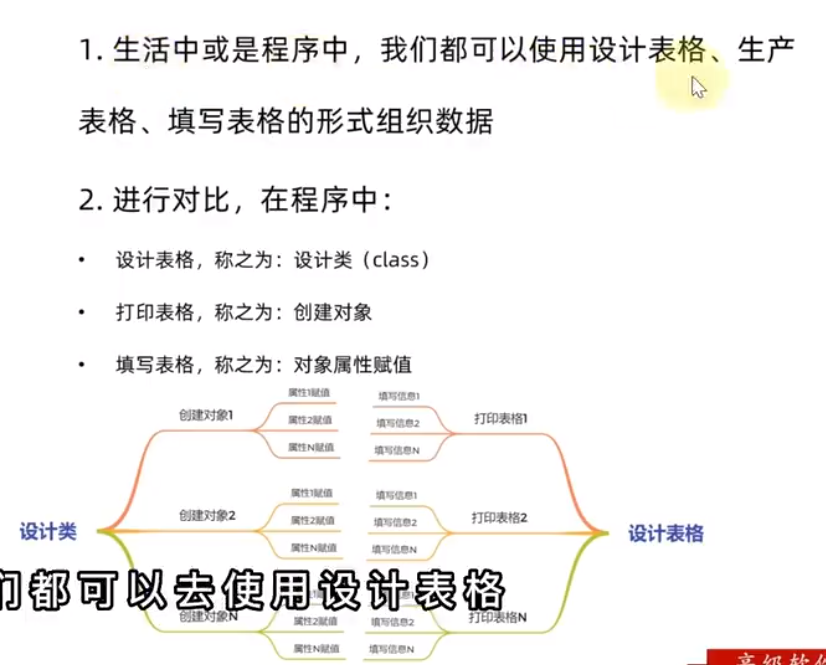 1. 生活中或是程序中，我们都可以使用设计表格、生产
表格、填写表格的形式组织数据
2. 进行对比，在程序中：
• 设计表格，称之为：设计类（class）
• 打印表格，称之为：创建对象
• 填写表格，称之为：对象属性赋值
设计类
创建对象1
属性1赋值
属性2赋值
属性N赋值
填写信息1
填写信息2
填写信息N
打印表格1
创建对象2
属性1赋值
属性2赋值
属性N赋值
填写信息1
填写信息2
填写信息N
打印表格2
设计表格
们都可以去使用设计表格
创建对象N
属性2赋值
属性N赋值
填写信息2
填写信息N
打印表格N
高级软件